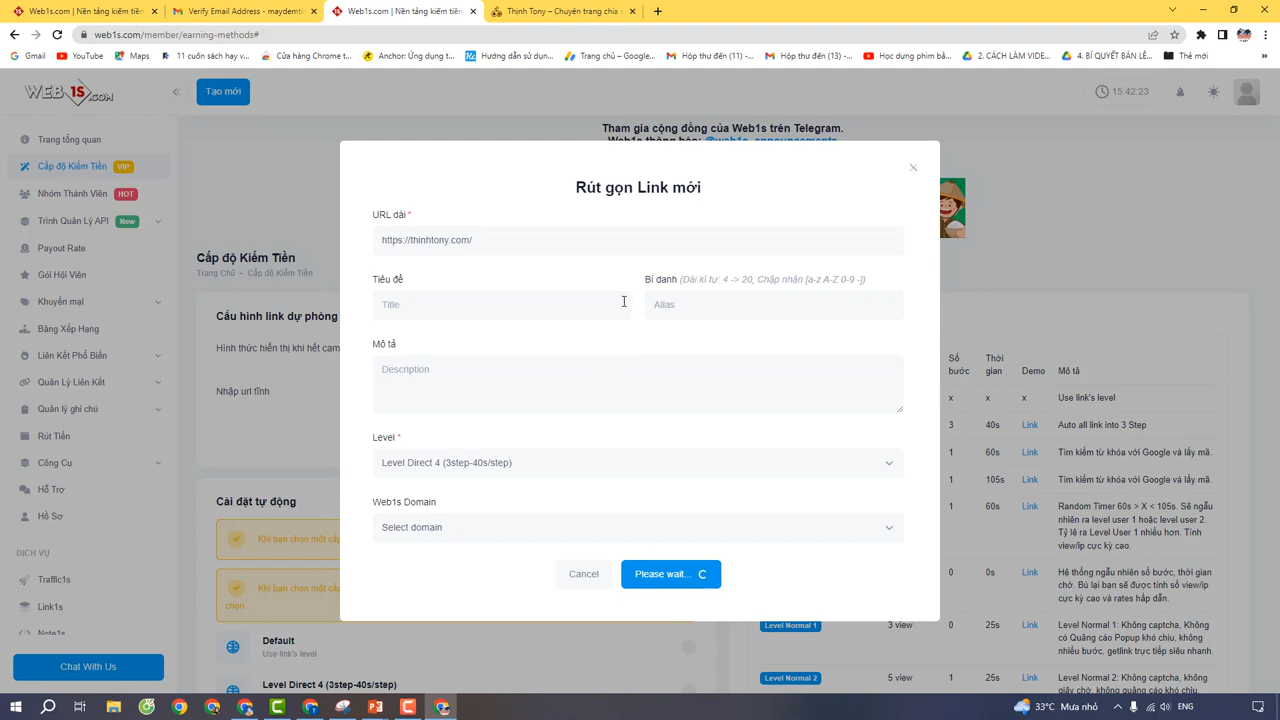 Web1s.com | Nền tảng kiếm tiền
Verify Email Address - maydemti
Web1s.com | Nền tảng kiếm tiền
Thịnh Tony – Chuyên trang chia s
web1s.com/member/earning-methods#
Gmail
YouTube
Maps
11 cuốn sách hay v...
Cửa hàng Chrome t...
Anchor: Ứng dụng t...
Hướng dẫn sử dụn...
Trang chủ – Google...
Hộp thư đến (11) -...
Hộp thư đến (13) -...
Học dựng phim bằ...
2. CÁCH LÀM VIDE...
4. BÍ QUYẾT BÁN LẺ...
Thẻ mới
WEB1S.COM
Tạo mới
15:42:23
Tham gia cộng đồng của Web1s trên Telegram.
Trang tổng quan
Cấp độ Kiếm Tiền VIP
Nhóm Thành Viên HOT
Trình Quản Lý API New
Payout Rate
Gói Hội Viên
Khuyến mại
Bảng Xếp Hạng
Liên Kết Phổ Biến
Quản Lý Liên Kết
Quản lý ghi chú
Rút Tiền
Công Cụ
Hỗ Trợ
Hồ Sơ
DỊCH VỤ
Traffic1s
Link1s
Note1s
Chat With Us
Cấp độ Kiếm Tiền
Trang Chủ - Cấp độ Kiếm Tiền
Cấu hình link dự phòng
Hình thức hiển thị khi hết cam
Nhập url tĩnh
Cài đặt tự động
Khi bạn chọn một cấp
Khi bạn chọn một cấp
chọn.
Default
Use link's level
Level Direct 4 (3step-40s/step)
Rút gọn Link mới
URL dài *
https://thinhtony.com/
Tiêu đề
Title
Bí danh (Dài kí tự: 4 -> 20, Chấp nhận [a-z A-Z 0-9 -])
Alias
Mô tả
Description
Level *
Level Direct 4 (3step-40s/step)
Web1s Domain
Select domain
Cancel
Please wait...
Số bước
Thời gian
Demo
Mô tả
x x x Use link's level
3 40s Link Auto all link into 3 Step
1 60s Link Tìm kiếm từ khóa với Google và lấy mã.
1 105s Link Tìm kiếm từ khóa với Google và lấy mã.
1 60s Link Random Timer 60s > X < 105s. Sẽ ngẫu
nhiên ra level user 1 hoặc level user 2.
Tỷ lệ ra Level User 1 nhiều hơn. Tính
view/ip cực kỳ cao.
0 0s Link Hệ thống ngẫu nhiên số bước, thời gian
chờ. Bù lại bạn sẽ được tính số view/ip
cực kỳ cao và rates hấp dẫn.
Level Normal 1 3 view 0 25s Link Level Normal 1: Không captcha, Không
có Quảng cáo Popup khó chịu, không
nhiều bước, getlink trực tiếp siêu nhanh.
Level Normal 2 5 view 1 25s Link Level Normal 2: Không captcha, không
33°C Mưa nhỏ
ENG